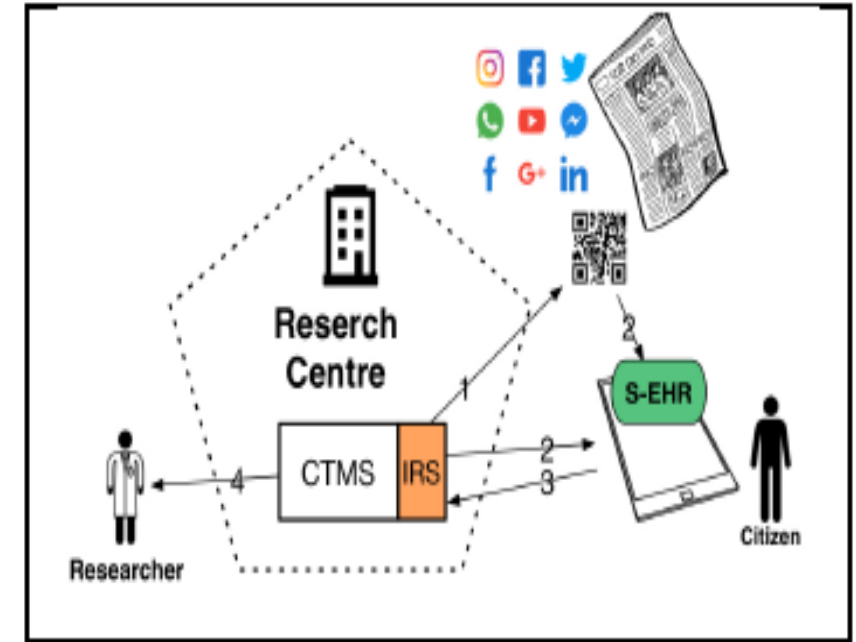 Reserch
Centre
1
2
S-EHR
CTMS
IRS
2
3
4
Researcher
Citizen